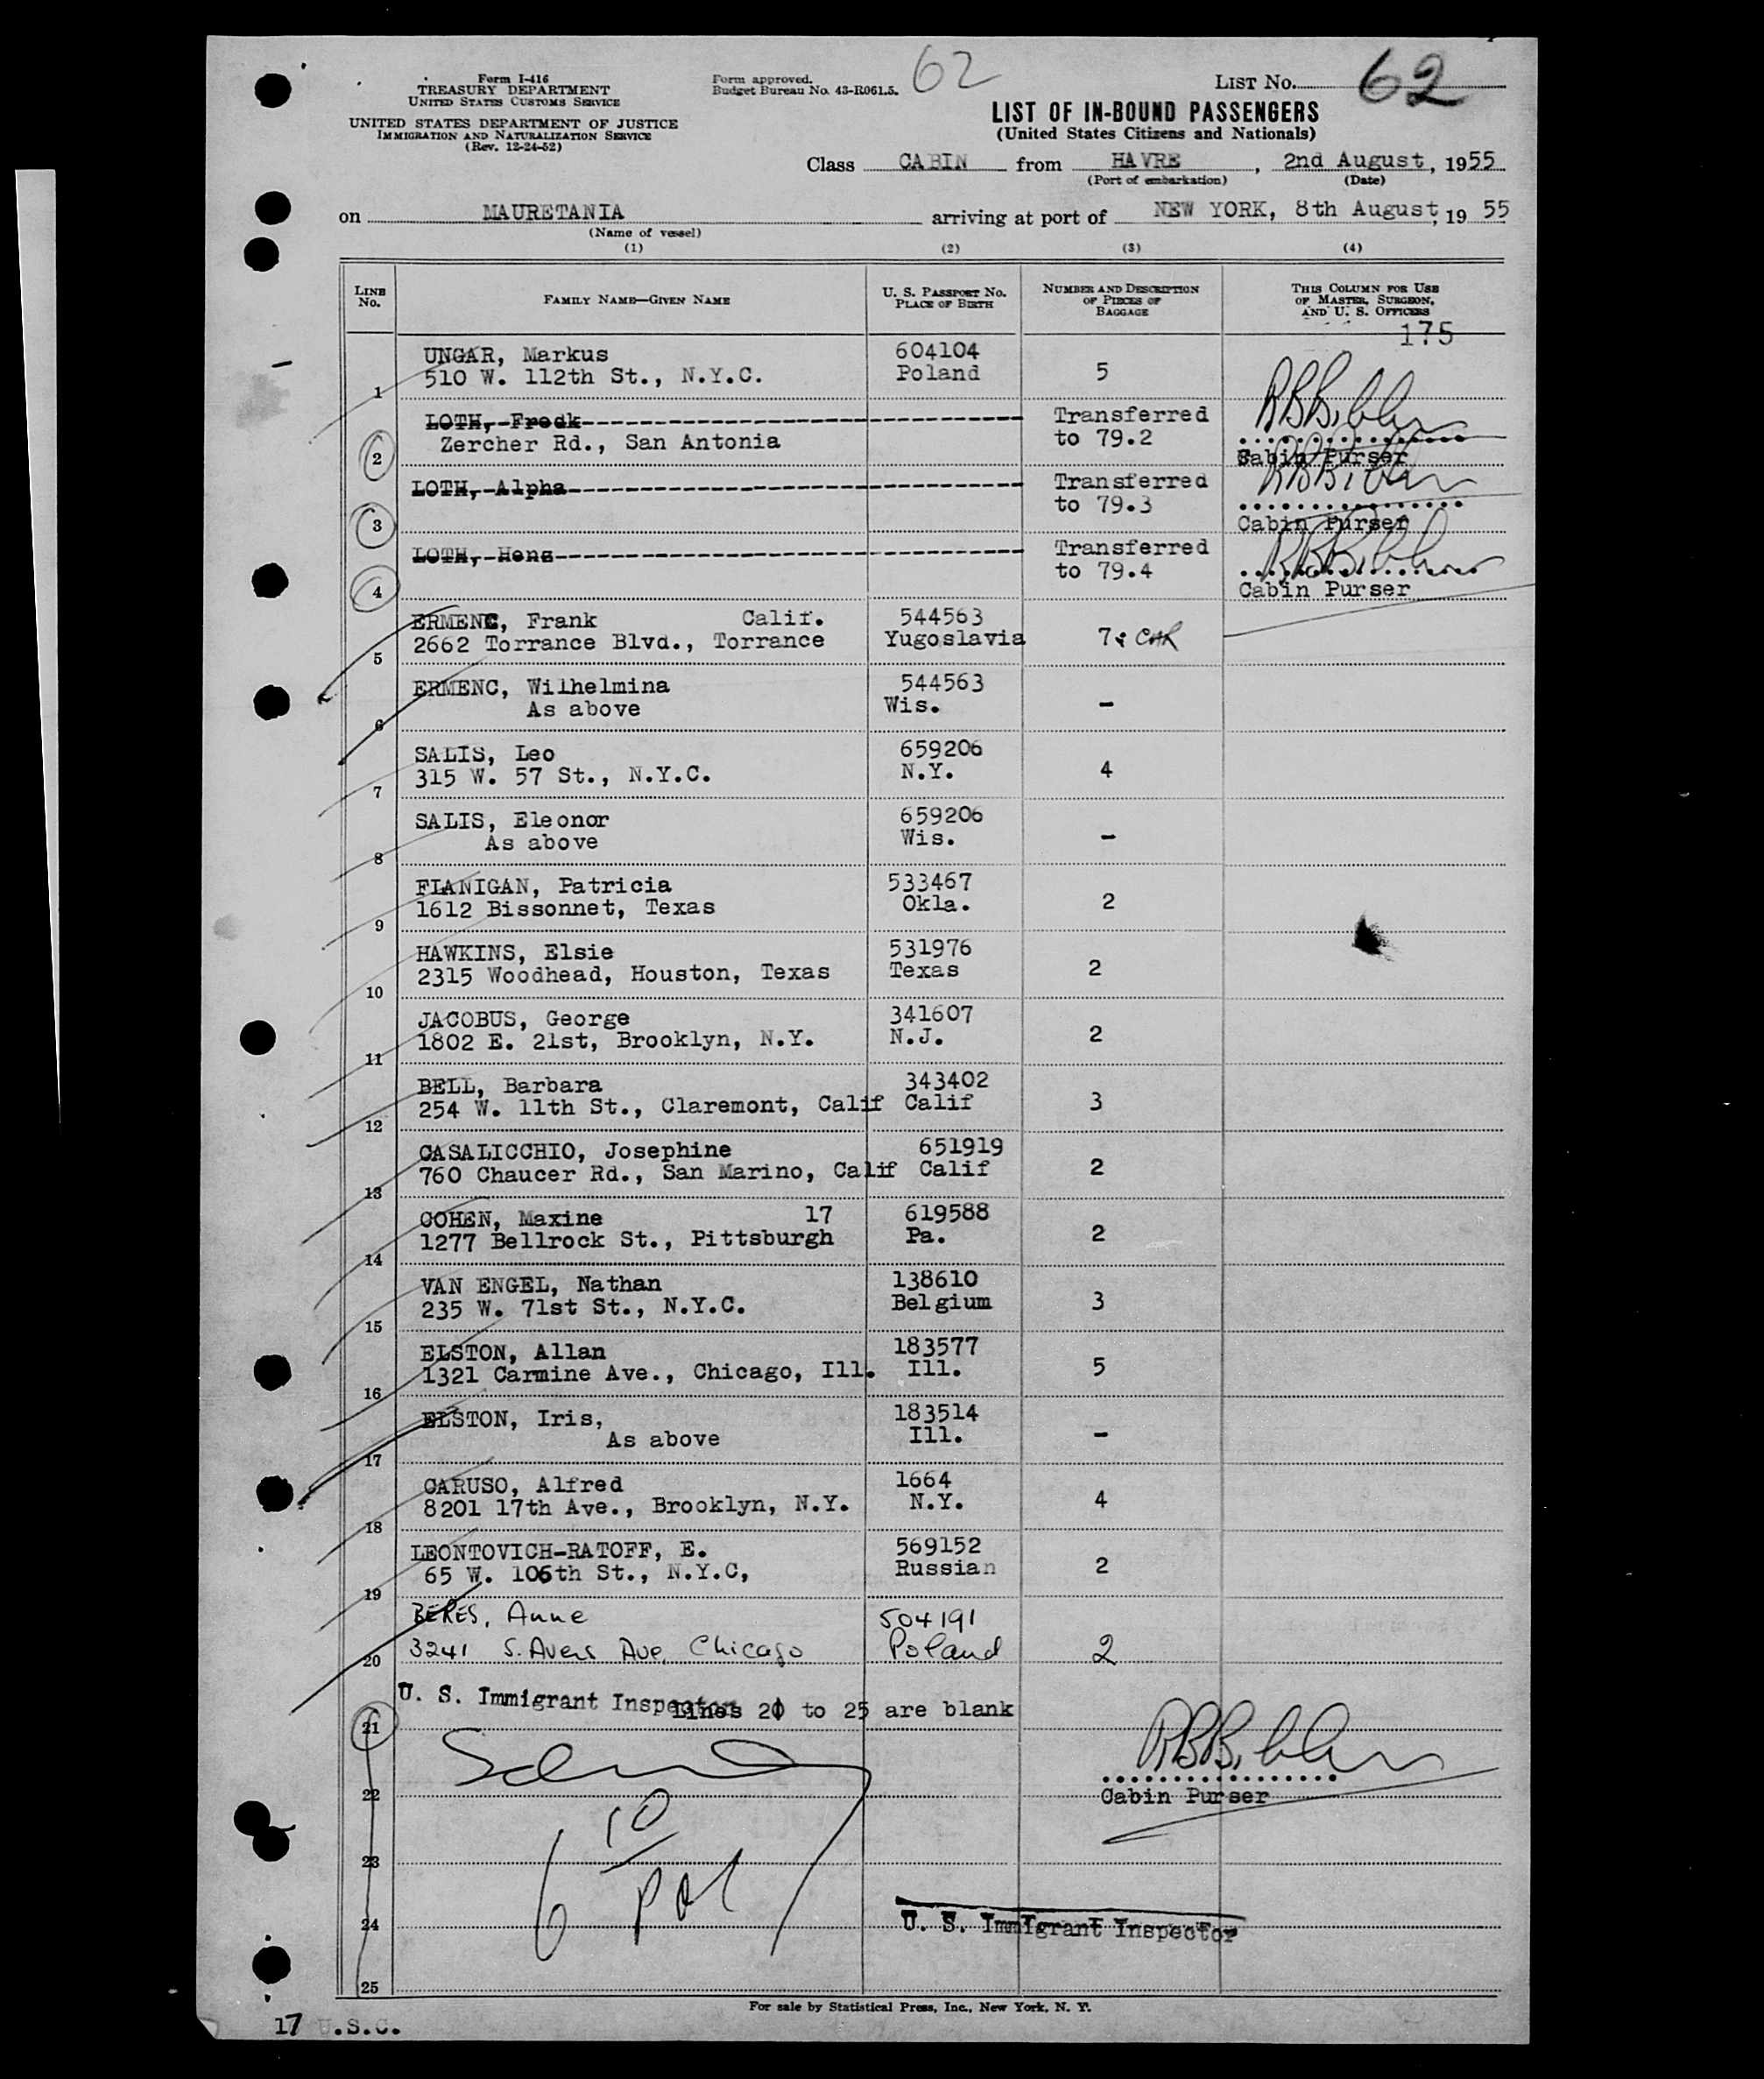 Form I-416
TREASURY DEPARTMENT
UNITED STATES CUSTOMS SERVICE
UNITED STATES DEPARTMENT OF JUSTICE
IMMIGRATION AND NATURALIZATION SERVICE
(Rev. 12-24-52)
Form approved.
Budget Bureau No. 43-R061.5.
62
LIST No. 62
LIST OF IN-BOUND PASSENGERS
(United States Citizens and Nationals)
Class CABIN from HAVRE, 2nd August, 1955
(Port of embarkation) (Date)
on MAURETANIA arriving at port of NEW YORK, 8th August, 19 55
(Name of vessel)
(1) (2) (3) (4)
LINE No. FAMILY NAME—GIVEN NAME U. S. PASSPORT No. PLACE OF BIRTH NUMBER AND DESCRIPTION OF PIECES OF BAGGAGE THIS COLUMN FOR USE OF MASTER, SURGEON, AND U. S. OFFICERS
175
UNGAR, Markus 604104
1 510 W. 112th St., N.Y.C. Poland 5
LOTH, Fredk Transferred
2 Zercher Rd., San Antonia to 79.2
Cabin Purser
LOTH, Alpha Transferred
3 to 79.3
Cabin Purser
LOTH, Hens Transferred
4 to 79.4
Cabin Purser
ERMENC, Frank Calif. 544563
5 2662 Torrance Blvd., Torrance Yugoslavia 7 & CAR
ERMENC, Wilhelmina 544563
6 As above Wis. -
SALIS, Leo 659206
7 315 W. 57 St., N.Y.C. N.Y. 4
SALIS, Eleonor 659206
8 As above Wis. -
FLANIGAN, Patricia 533467
9 1612 Bissonnet, Texas Okla. 2
HAWKINS, Elsie 531976
10 2315 Woodhead, Houston, Texas Texas 2
JACOBUS, George 341607
11 1802 E. 21st, Brooklyn, N.Y. N.J. 2
BELL, Barbara 343402
12 254 W. 11th St., Claremont, Calif Calif 3
CASALICCHIO, Josephine 651919
13 760 Chaucer Rd., San Marino, Calif Calif 2
COHEN, Maxine 17 619588
14 1277 Bellrock St., Pittsburgh Pa. 2
VAN ENGEL, Nathan 138610
15 235 W. 71st St., N.Y.C. Belgium 3
ELSTON, Allan 183577
16 1321 Carmine Ave., Chicago, Ill. Ill. 5
ELSTON, Iris, 183514
17 As above Ill. -
CARUSO, Alfred 1664
18 8201 17th Ave., Brooklyn, N.Y. N.Y. 4
LEONTOVICH-RATOFF, E. 569152
19 65 W. 106th St., N.Y.C, Russian 2
BERES, Anne 504191
20 3241 S. Avers Ave, Chicago Poland 2
U. S. Immigrant Inspector
Lines 21 to 25 are blank
21
22 Cabin Purser
10
23
6 pol
24 U. S. Immigrant Inspector
25
For sale by Statistical Press, Inc., New York, N. Y.
17 U.S.C.